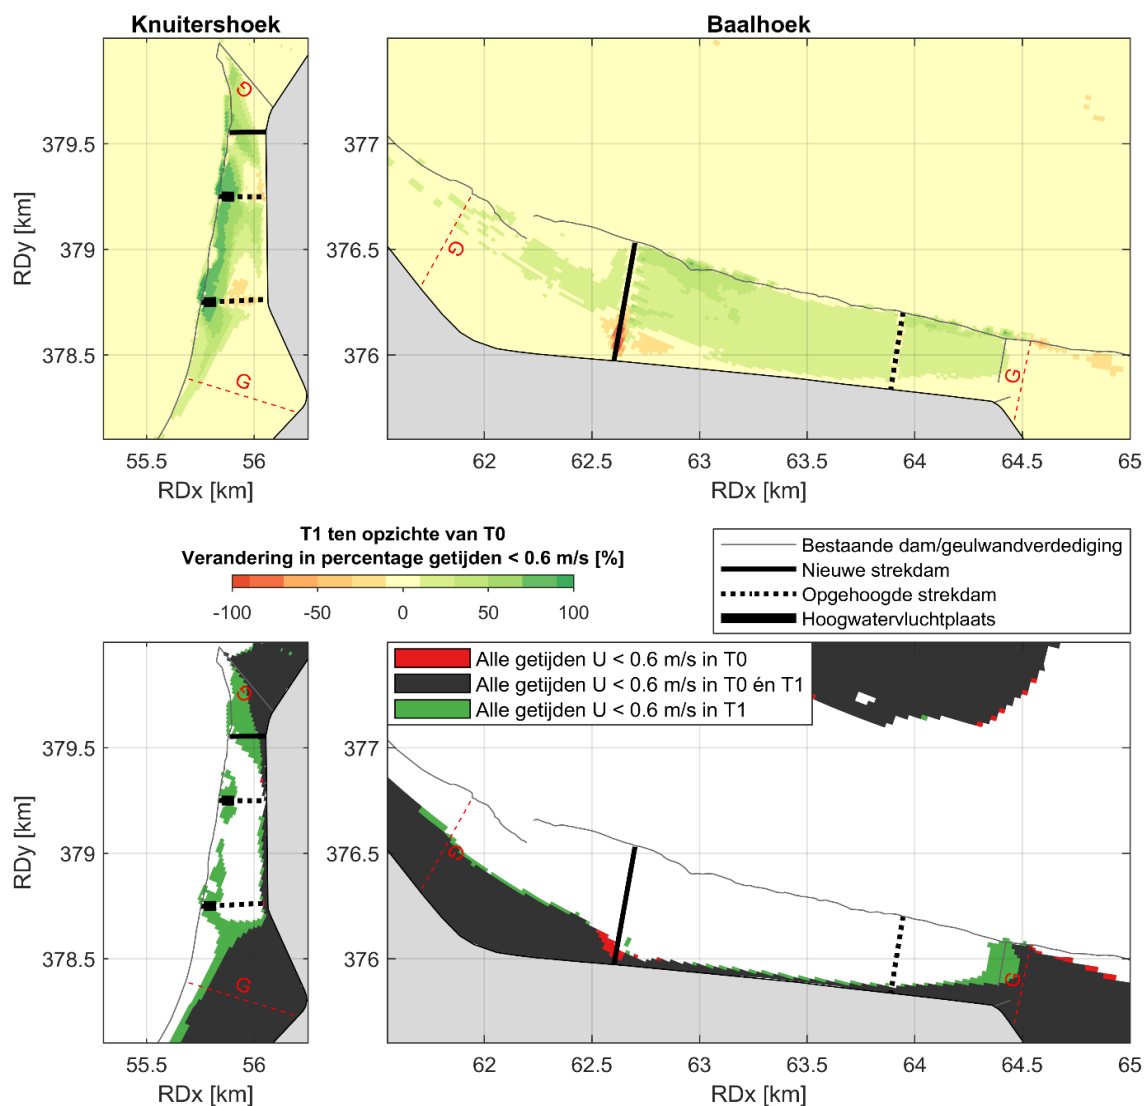 Knuitershoek
Baalhoek
G
379.5
379
378.5
RDy [km]
55.5
56
RDx [km]
G
377
376.5
376
G
G
62
62.5
63
63.5
64
64.5
65
RDx [km]
T1 ten opzichte van T0
Verandering in percentage getijden < 0.6 m/s [%]
-100
-50
0
50
100
Bestaande dam/geulwandverdediging
Nieuwe strekdam
Opgehoogde strekdam
Hoogwatervluchtplaats
G
379.5
379
378.5
RDy [km]
G
55.5
56
RDx [km]
Alle getijden U < 0.6 m/s in T0
Alle getijden U < 0.6 m/s in T0 én T1
Alle getijden U < 0.6 m/s in T1
377
376.5
376
G
G
62
62.5
63
63.5
64
64.5
65
RDx [km]